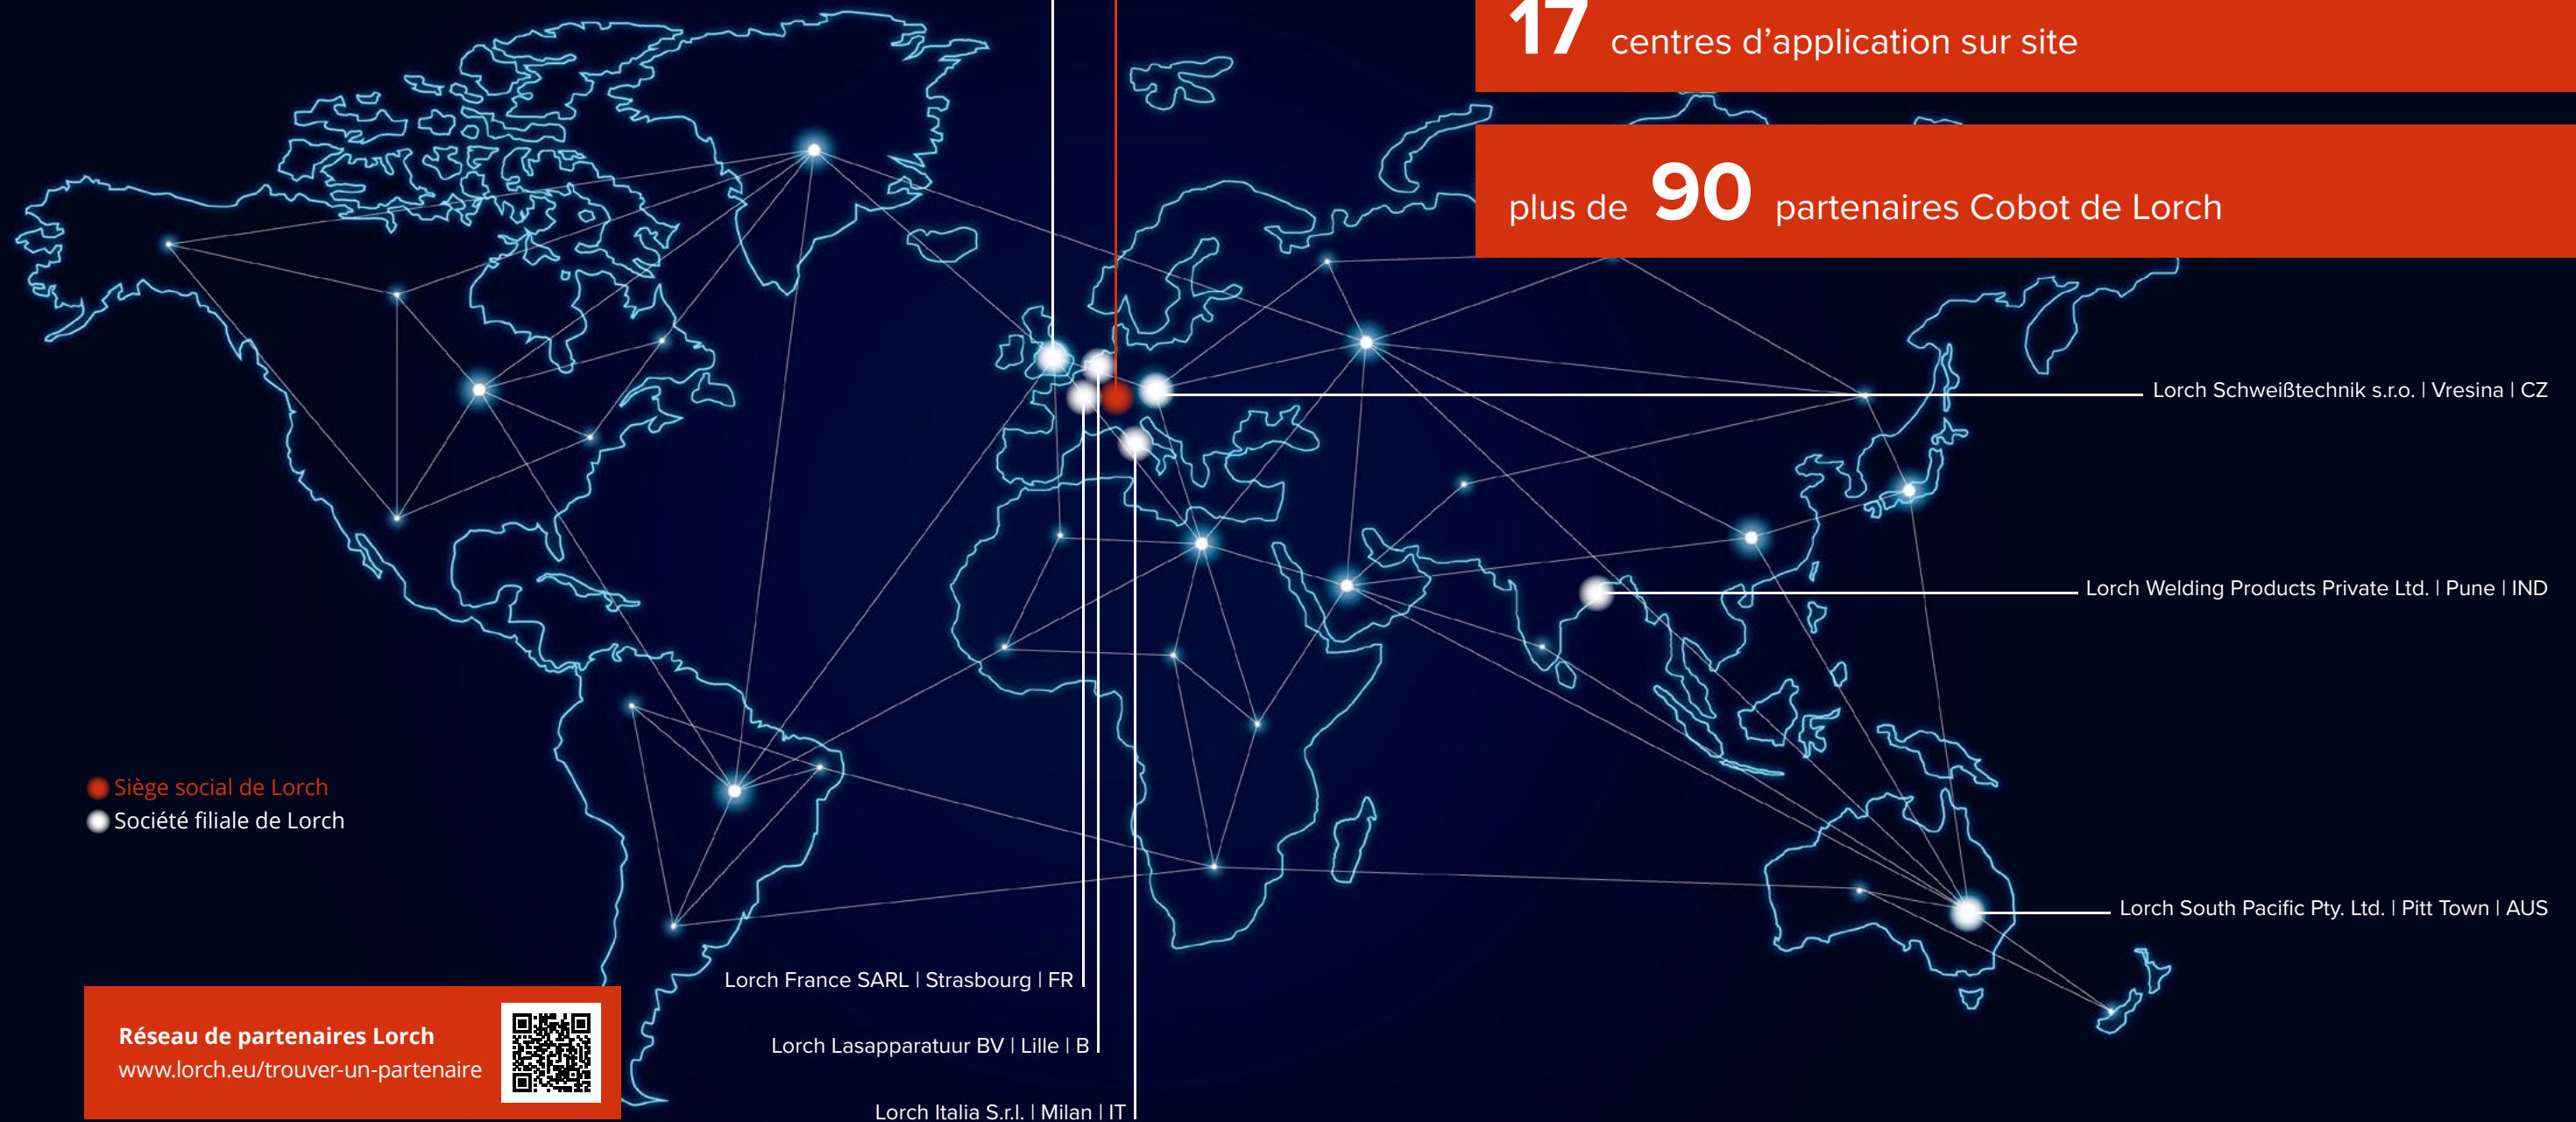 17 centres d’application sur site
plus de 90 partenaires Cobot de Lorch
Lorch Schweißtechnik s.r.o. | Vresina | CZ
Lorch Welding Products Private Ltd. | Pune | IND
Siège social de Lorch
Société filiale de Lorch
Lorch South Pacific Pty. Ltd. | Pitt Town | AUS
Lorch France SARL | Strasbourg | FR
Réseau de partenaires Lorch
www.lorch.eu/trouver-un-partenaire
Lorch Lasapparatuur BV | Lille | B
Lorch Italia S.r.l. | Milan | IT